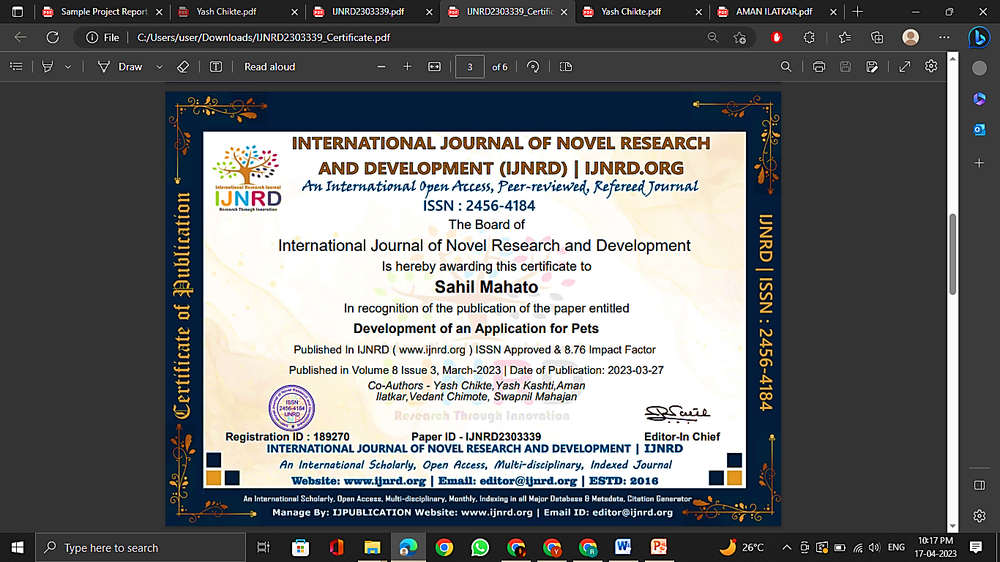 Sample Project Report
Yash Chikte.pdf
IJNRD2303339.pdf
IJNRD2303339_Certific
Yash Chikte.pdf
AMAN ILATKAR.pdf
File
C:/Users/user/Downloads/IJNRD2303339_Certificate.pdf
Draw
Read aloud
3
of 6
INTERNATIONAL JOURNAL OF NOVEL RESEARCH
AND DEVELOPMENT (IJNRD) | IJNRD.ORG
An International Open Access, Peer-reviewed, Refereed Journal
ISSN : 2456-4184
International Research Journal
IJNRD
Research Through Innovation
The Board of
International Journal of Novel Research and Development
Is hereby awarding this certificate to
Sahil Mahato
In recognition of the publication of the paper entitled
Development of an Application for Pets
Published In IJNRD ( www.ijnrd.org ) ISSN Approved & 8.76 Impact Factor
Published in Volume 8 Issue 3, March-2023 | Date of Publication: 2023-03-27
Co-Authors - Yash Chikte,Yash Kashti,Aman
Ilatkar,Vedant Chimote, Swapnil Mahajan
Research Through Innovation
ISSN
2456-4184
IJNRD
Registration ID : 189270
Paper ID - IJNRD2303339
Editor-In Chief
INTERNATIONAL JOURNAL OF NOVEL RESEARCH AND DEVELOPMENT | IJNRD
An International Scholarly, Open Access, Multi-disciplinary, Indexed Journal
Website: www.ijnrd.org | Email: editor@ijnrd.org | ESTD: 2016
An International Scholarly, Open Access, Multi-disciplinary, Monthly, Indexing in all Major Database & Metadata, Citation Generator
Manage By: IJPUBLICATION Website: www.ijnrd.org | Email ID: editor@ijnrd.org
Certificate of Publication
IJNRD | ISSN : 2456-4184
Type here to search
26°C
ENG
10:17 PM
17-04-2023